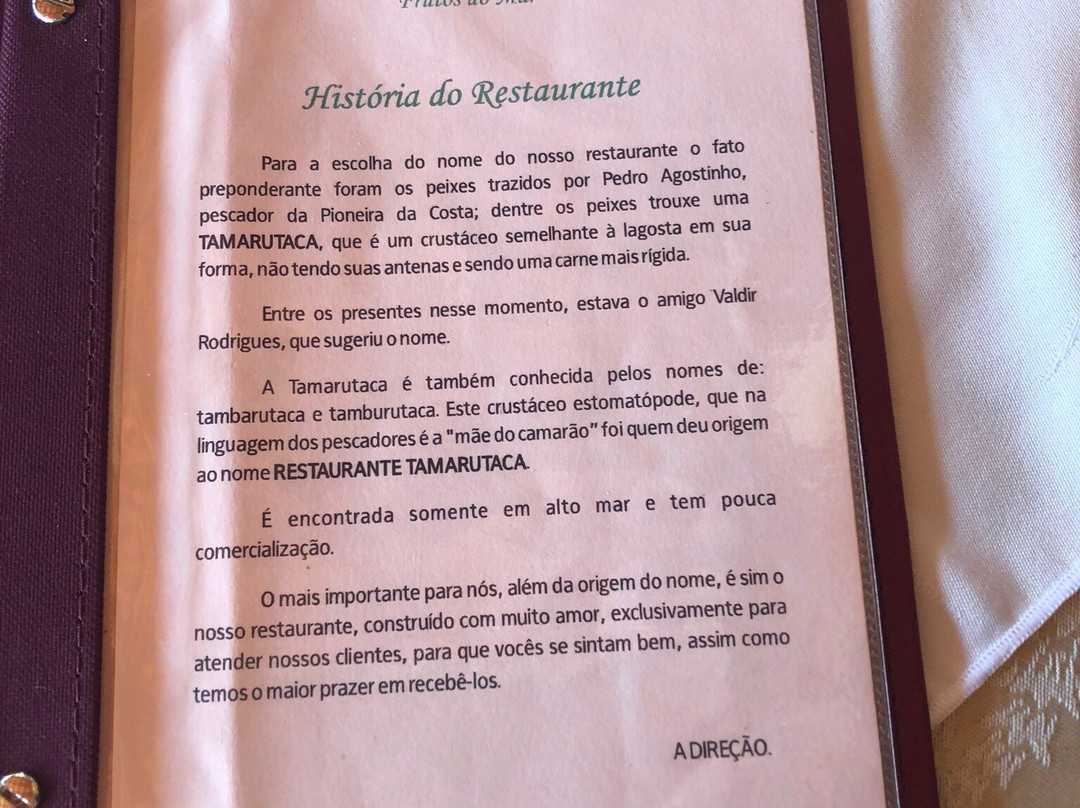 Frutos do Mar
História do Restaurante
Para a escolha do nome do nosso restaurante o fato
preponderante foram os peixes trazidos por Pedro Agostinho,
pescador da Pioneira da Costa; dentre os peixes trouxe uma
TAMARUTACA, que é um crustáceo semelhante à lagosta em sua
forma, não tendo suas antenas e sendo uma carne mais rígida.
Entre os presentes nesse momento, estava o amigo Valdir
Rodrigues, que sugeriu o nome.
A Tamarutaca é também conhecida pelos nomes de:
tambarutaca e tamburutaca. Este crustáceo estomatópode, que na
linguagem dos pescadores é a "mãe do camarão" foi quem deu origem
ao nome RESTAURANTE TAMARUTACA.
É encontrada somente em alto mar e tem pouca
comercialização.
O mais importante para nós, além da origem do nome, é sim o
nosso restaurante, construído com muito amor, exclusivamente para
atender nossos clientes, para que vocês se sintam bem, assim como
temos o maior prazer em recebê-los.
A DIREÇÃO.